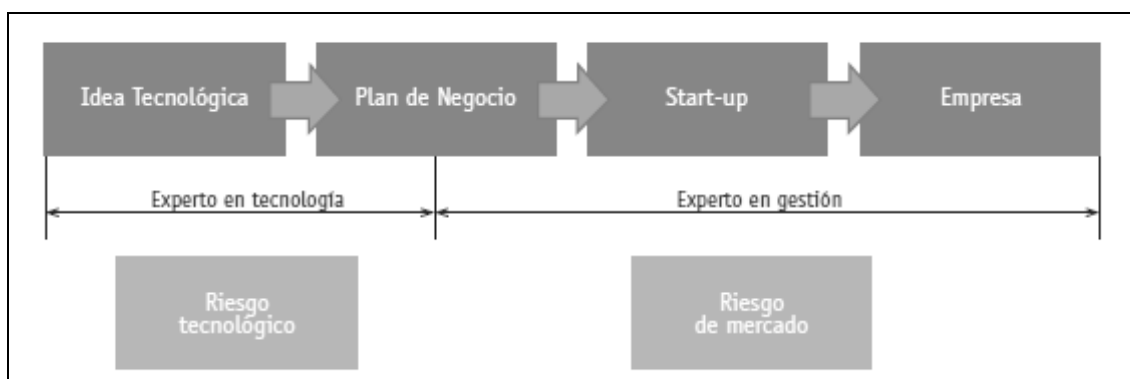 Idea Tecnológica
Plan de Negocio
Start-up
Empresa
Experto en tecnología
Experto en gestión
Riesgo
tecnológico
Riesgo
de mercado